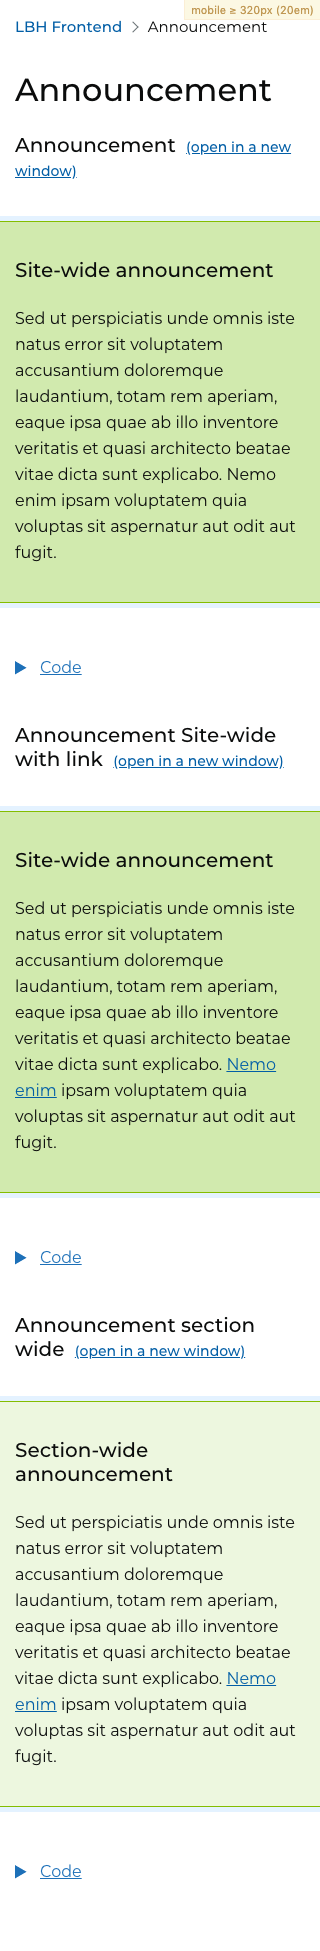 mobile ≥ 320px (20em)
LBH Frontend > Announcement
Announcement
Announcement (open in a new
window)
Site-wide announcement
Sed ut perspiciatis unde omnis iste
natus error sit voluptatem
accusantium doloremque
laudantium, totam rem aperiam,
eaque ipsa quae ab illo inventore
veritatis et quasi architecto beatae
vitae dicta sunt explicabo. Nemo
enim ipsam voluptatem quia
voluptas sit aspernatur aut odit aut
fugit.
Code
Announcement Site-wide
with link (open in a new window)
Site-wide announcement
Sed ut perspiciatis unde omnis iste
natus error sit voluptatem
accusantium doloremque
laudantium, totam rem aperiam,
eaque ipsa quae ab illo inventore
veritatis et quasi architecto beatae
vitae dicta sunt explicabo. Nemo
enim ipsam voluptatem quia
voluptas sit aspernatur aut odit aut
fugit.
Code
Announcement section
wide (open in a new window)
Section-wide
announcement
Sed ut perspiciatis unde omnis iste
natus error sit voluptatem
accusantium doloremque
laudantium, totam rem aperiam,
eaque ipsa quae ab illo inventore
veritatis et quasi architecto beatae
vitae dicta sunt explicabo. Nemo
enim ipsam voluptatem quia
voluptas sit aspernatur aut odit aut
fugit.
Code